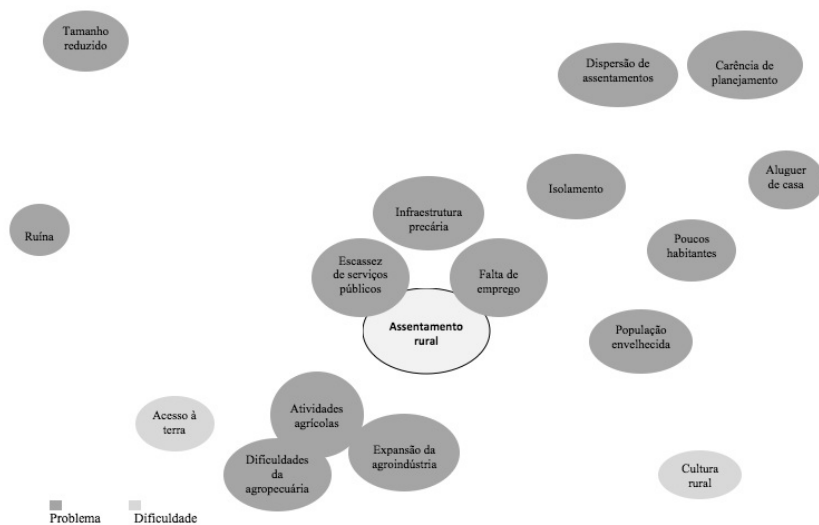 Tamanho
reduzido
Dispersão de
assentamentos
Carência de
planejamento
Isolamento
Aluguer
de casa
Infraestrutura
precária
Ruína
Poucos
habitantes
Escassez
de serviços
públicos
Falta de
emprego
Assentamento
rural
População
envelhecida
Acesso à
terra
Atividades
agrícolas
Expansão da
agroindústria
Dificuldades
da
agropecuária
Cultura
rural
Problema
Dificuldade